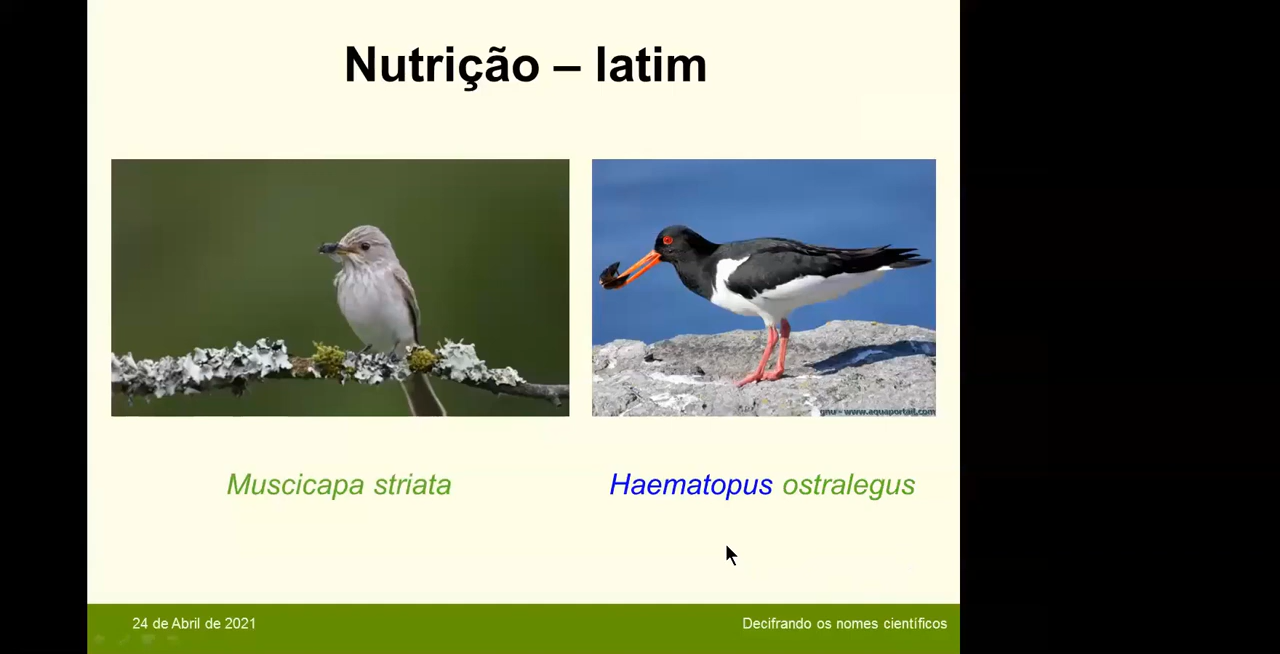 Nutrição – latim
gnu - www.aquaportail.com
Muscicapa striata
Haematopus ostralegus
24 de Abril de 2021
Decifrando os nomes científicos